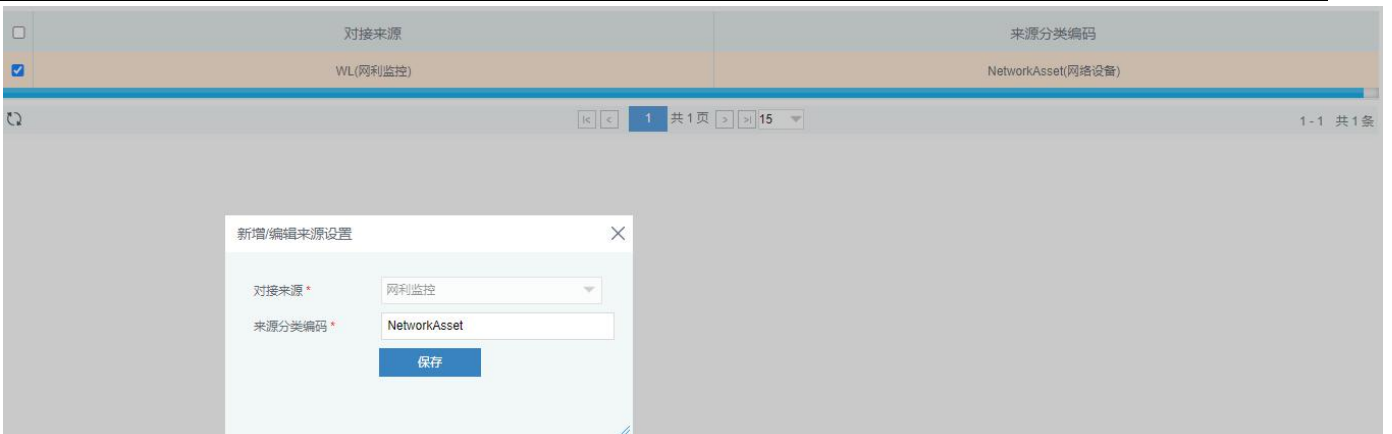 对接来源 来源分类编码
WL(网利监控) NetworkAsset(网络设备)
1 共1页 15 1-1 共1条
新增/编辑来源设置
对接来源* 网利监控
来源分类编码* NetworkAsset
保存